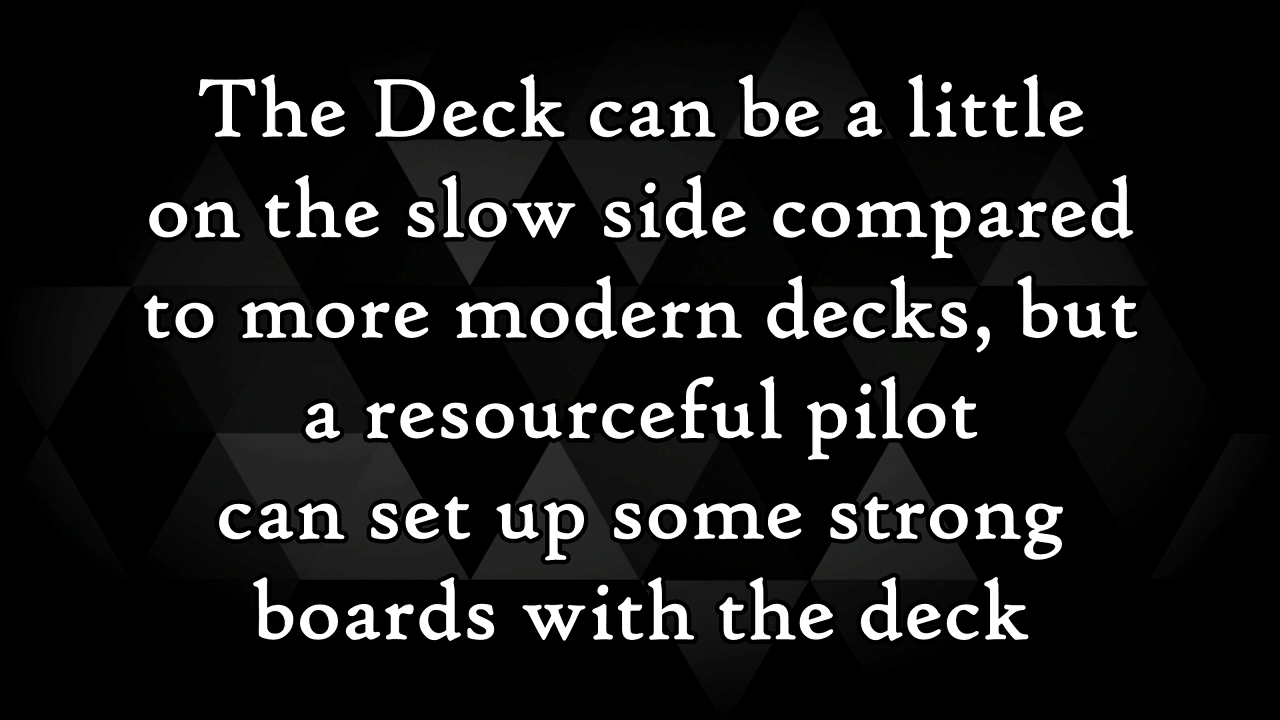 The Deck can be a little
on the slow side compared
to more modern decks, but
a resourceful pilot
can set up some strong
boards with the deck